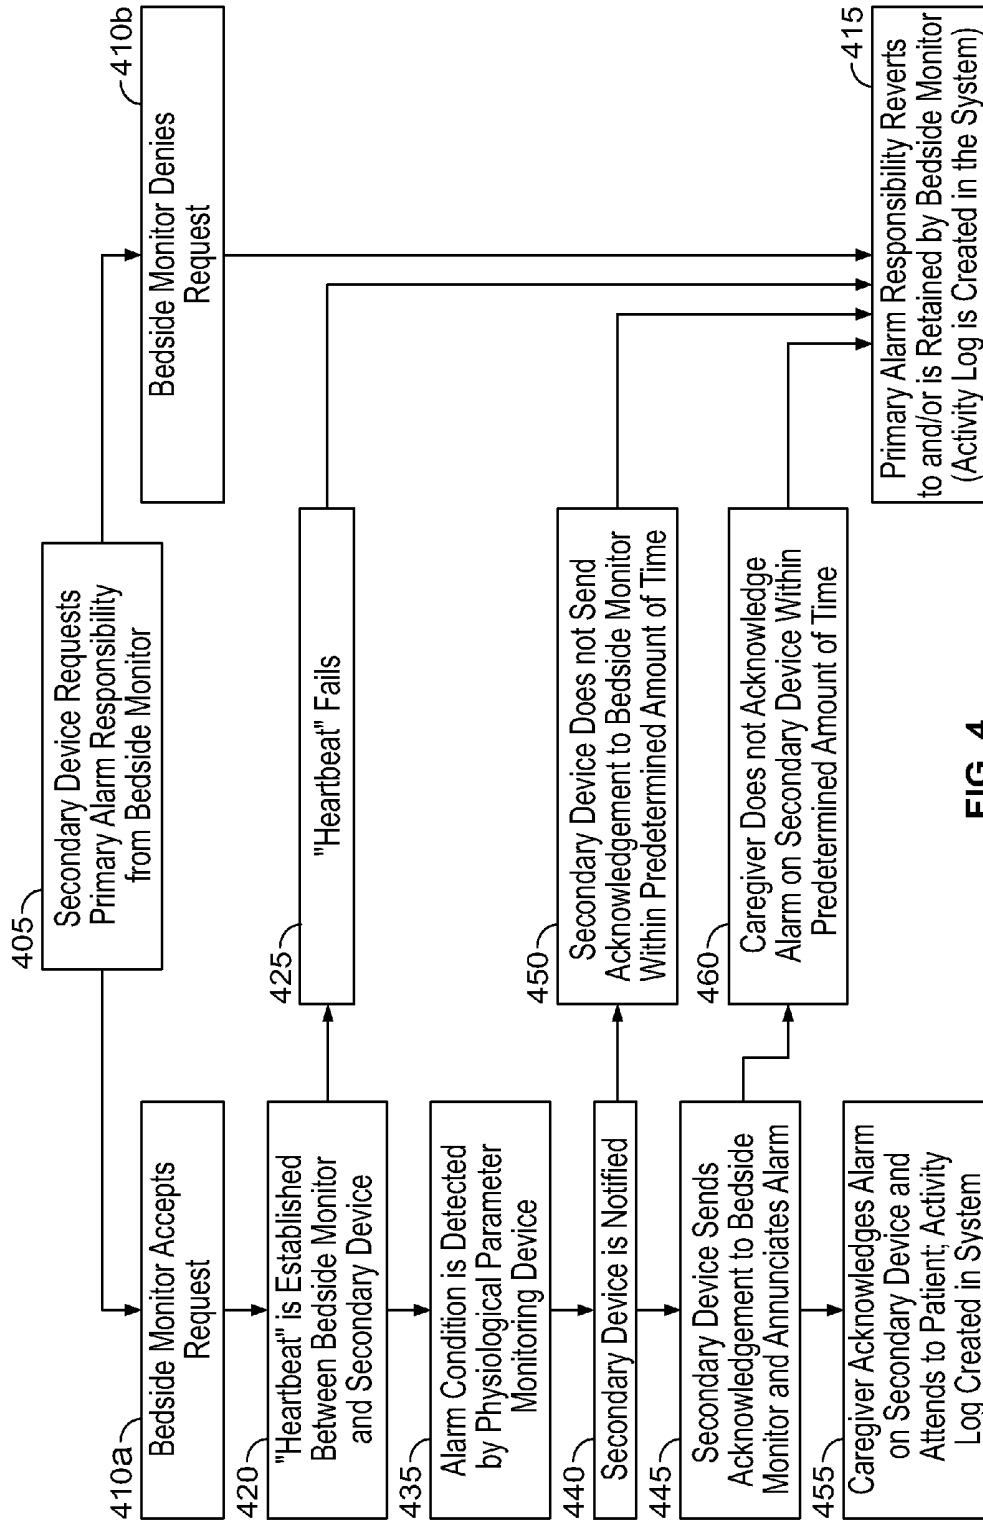 405
Secondary Device Requests
Primary Alarm Responsibility
from Bedside Monitor
410a
Bedside Monitor Accepts
Request
410b
Bedside Monitor Denies
Request
420
"Heartbeat" is Established
Between Bedside Monitor
and Secondary Device
425
"Heartbeat" Fails
435
Alarm Condition is Detected
by Physiological Parameter
Monitoring Device
440
Secondary Device is Notified
450
Secondary Device Does not Send
Acknowledgement to Bedside Monitor
Within Predetermined Amount of Time
445
Secondary Device Sends
Acknowledgement to Bedside
Monitor and Annunciates Alarm
460
Caregiver Does not Acknowledge
Alarm on Secondary Device Within
Predetermined Amount of Time
455
Caregiver Acknowledges Alarm
on Secondary Device and
Attends to Patient; Activity
Log Created in System
415
Primary Alarm Responsibility Reverts
to and/or is Retained by Bedside Monitor
(Activity Log is Created in the System)
FIG. 4